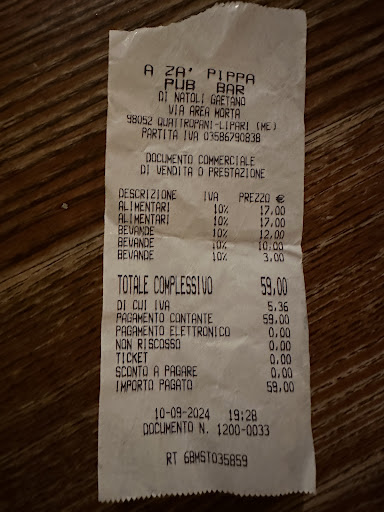 A ZA' PIPPA
PUB BAR
DI NATOLI GAETANO
VIA AREA MORTA
98052 QUATTROPANI-LIPARI (ME)
PARTITA IVA 03586790838
DOCUMENTO COMMERCIALE
DI VENDITA O PRESTAZIONE
DESCRIZIONE IVA PREZZO €
ALIMENTARI 10% 17,00
ALIMENTARI 10% 17,00
BEVANDE 10% 12,00
BEVANDE 10% 10,00
BEVANDE 10% 3,00
TOTALE COMPLESSIVO 59,00
DI CUI IVA 5,36
PAGAMENTO CONTANTE 59,00
PAGAMENTO ELETTRONICO 0,00
NON RISCOSSO 0,00
TICKET 0,00
SCONTO A PAGARE 0,00
IMPORTO PAGATO 59,00
10-09-2024 19:28
DOCUMENTO N. 1200-0033
RT 6BMST035859